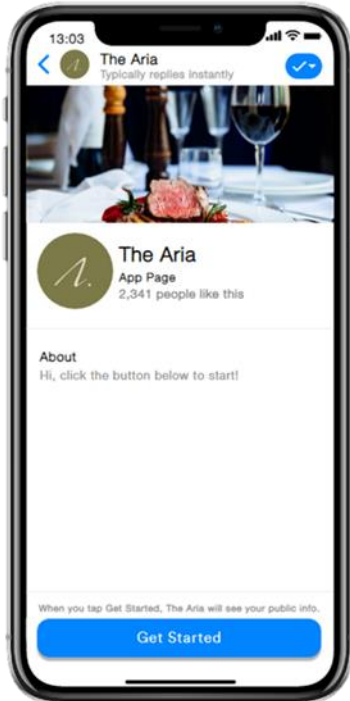 13:03
The Aria
Typically replies instantly
A.
The Aria
App Page
2,341 people like this
About
Hi, click the button below to start!
When you tap Get Started, The Aria will see your public info.
Get Started